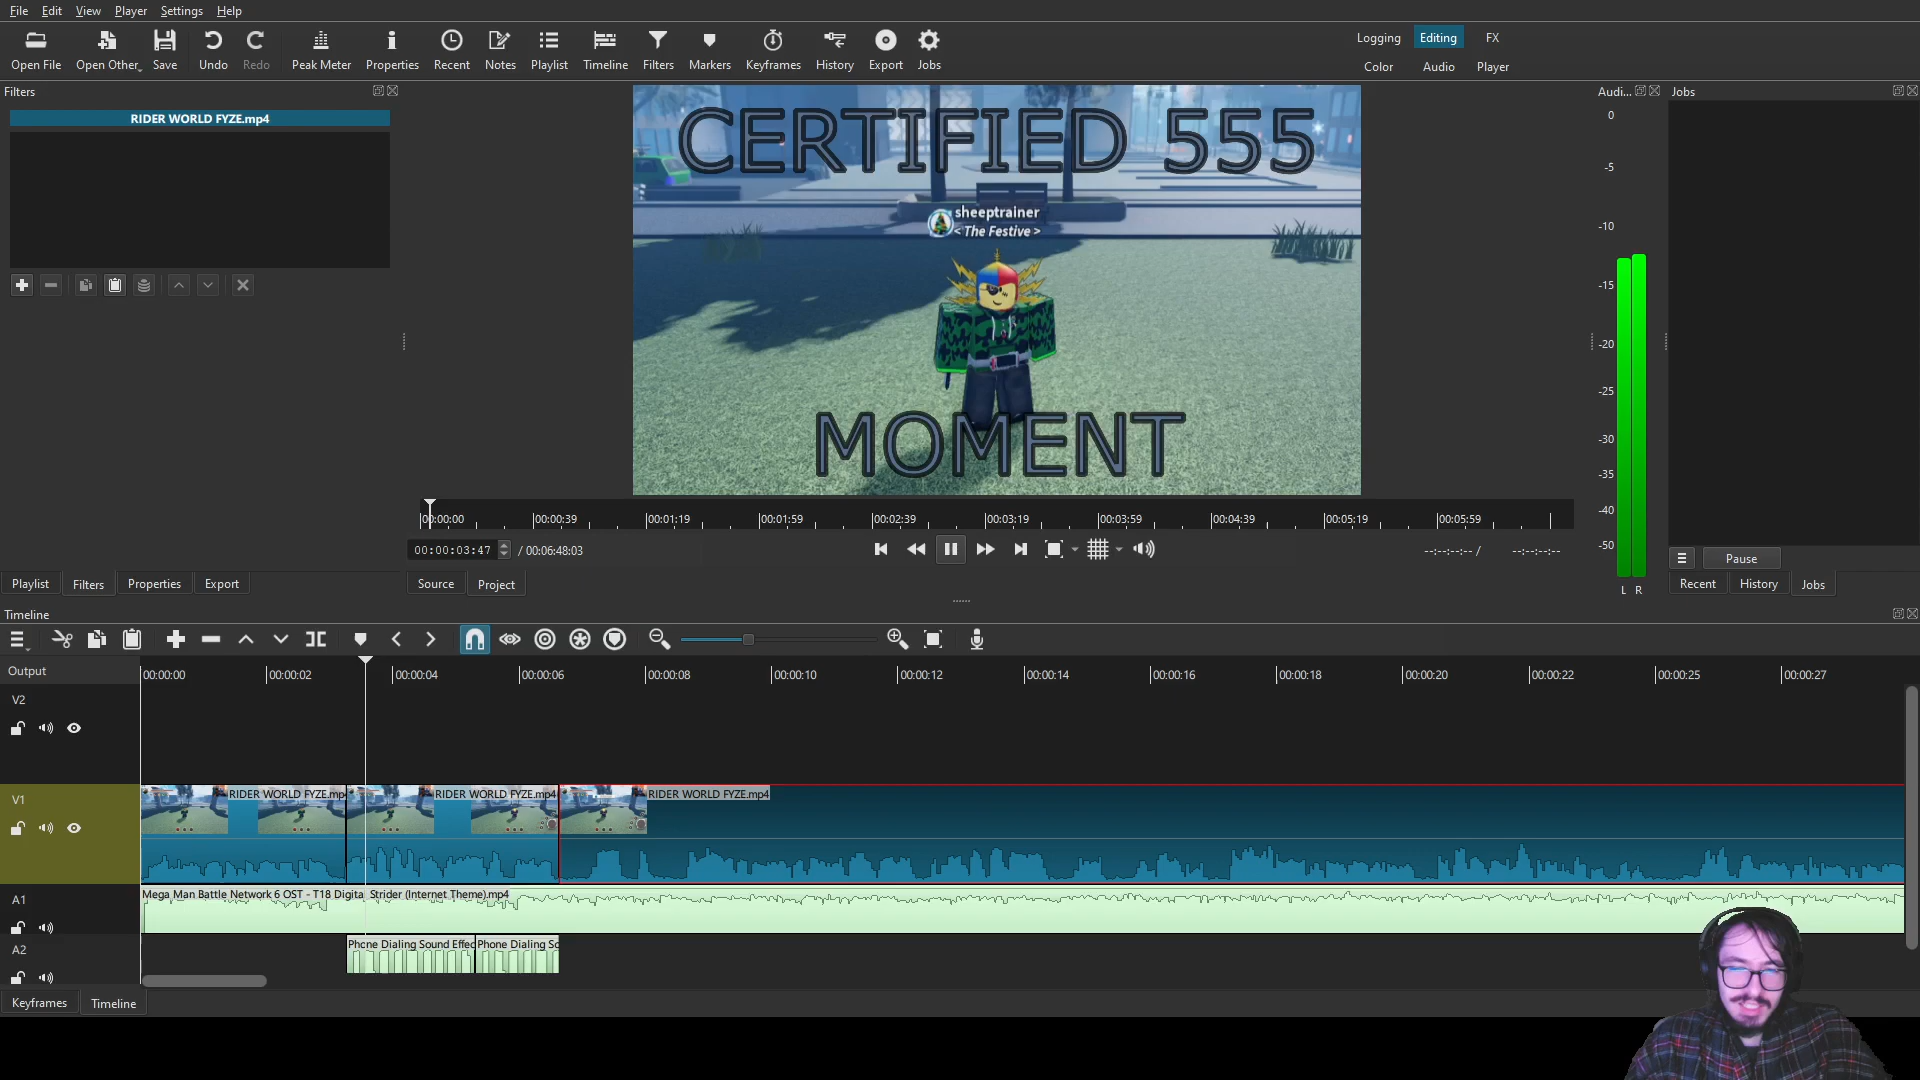 File Edit View Player Settings Help
Open File Open Other Save Undo Redo Peak Meter Properties Recent Notes Playlist Timeline Filters Markers Keyframes History Export Jobs
Logging Editing FX
Color Audio Player
Filters
RIDER WORLD FYZE.mp4
CERTIFIED 555
sheeptrainer
< The Festive >
MOMENT
00:00:00 00:00:39 00:01:19 00:01:59 00:02:39 00:03:19 00:03:59 00:04:39 00:05:19 00:05:59
00:00:03:47 / 00:06:48:03
--:--:--:-- / --:--:--:--
Playlist Filters Properties Export
Source Project
Audi... Jobs
0
-5
-10
-15
-20
-25
-30
-35
-40
-45
-50
L R
Pause
Recent History Jobs
Timeline
Output
00:00:00 00:00:02 00:00:04 00:00:06 00:00:08 00:00:10 00:00:12 00:00:14 00:00:16 00:00:18 00:00:20 00:00:22 00:00:25 00:00:27
V2
V1
RIDER WORLD FYZE.mp4 RIDER WORLD FYZE.mp4 RIDER WORLD FYZE.mp4
A1
Mega Man Battle Network 6 OST - T18 Digital Strider (Internet Theme).mp4
A2
Phone Dialing Sound Effec Phone Dialing So
Keyframes Timeline